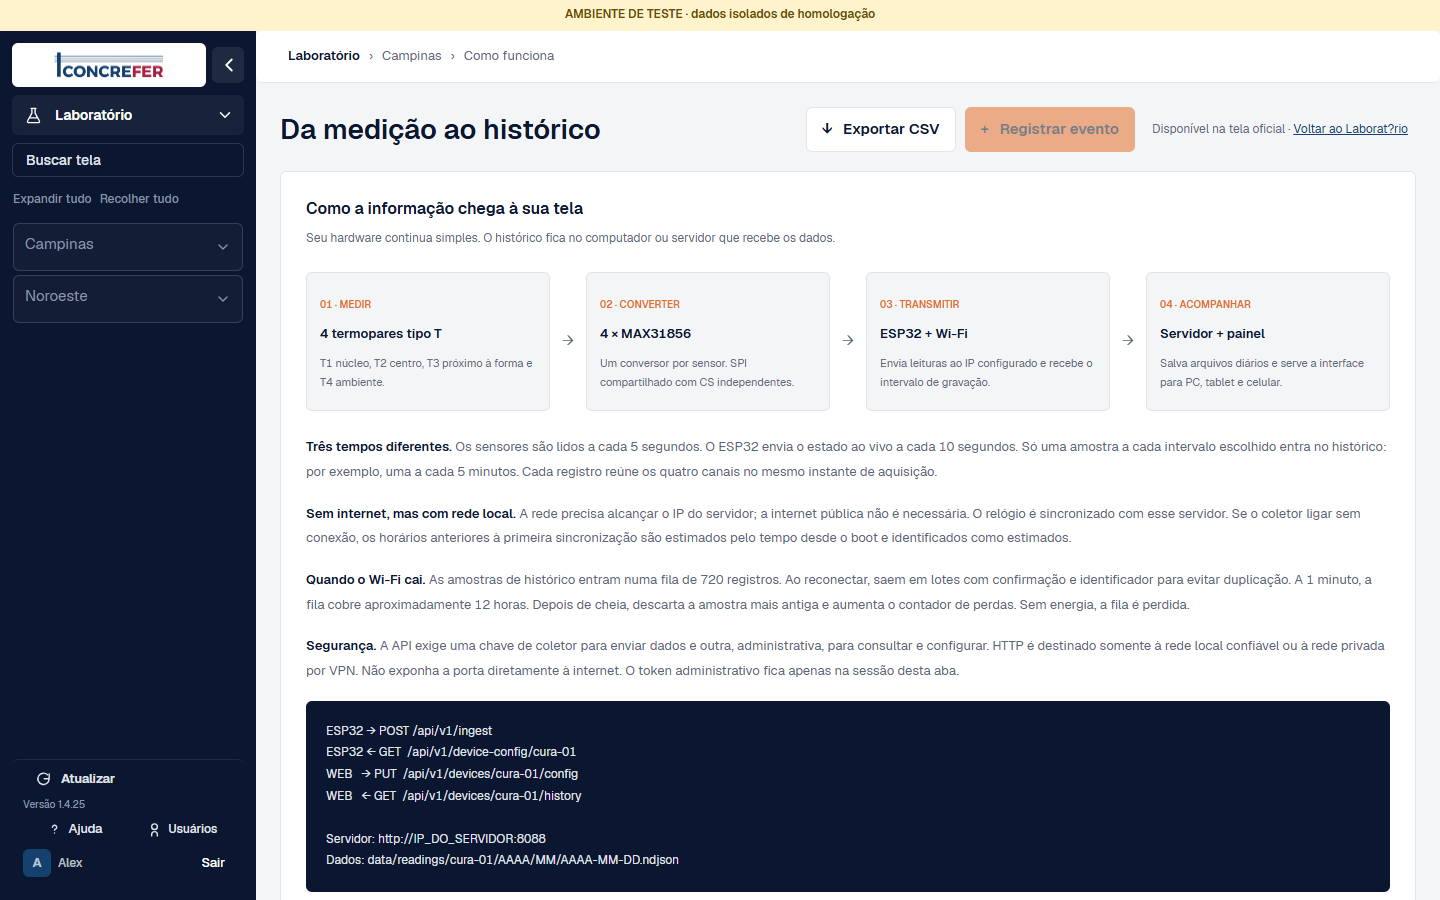 AMBIENTE DE TESTE · dados isolados de homologação
CONCREFER
Laboratório
Buscar tela
Expandir tudo Recolher tudo
Campinas
Noroeste
Atualizar
Versão 1.4.25
? Ajuda Usuários
A Alex Sair
Laboratório › Campinas › Como funciona
Da medição ao histórico
↓ Exportar CSV
+ Registrar evento
Disponível na tela oficial · Voltar ao Laborat?rio
Como a informação chega à sua tela
Seu hardware continua simples. O histórico fica no computador ou servidor que recebe os dados.
01 · MEDIR
4 termopares tipo T
T1 núcleo, T2 centro, T3 próximo à forma e
T4 ambiente.
→
02 · CONVERTER
4 × MAX31856
Um conversor por sensor. SPI
compartilhado com CS independentes.
→
03 · TRANSMITIR
ESP32 + Wi-Fi
Envia leituras ao IP configurado e recebe o
intervalo de gravação.
→
04 · ACOMPANHAR
Servidor + painel
Salva arquivos diários e serve a interface
para PC, tablet e celular.
Três tempos diferentes. Os sensores são lidos a cada 5 segundos. O ESP32 envia o estado ao vivo a cada 10 segundos. Só uma amostra a cada intervalo escolhido entra no histórico:
por exemplo, uma a cada 5 minutos. Cada registro reúne os quatro canais no mesmo instante de aquisição.
Sem internet, mas com rede local. A rede precisa alcançar o IP do servidor; a internet pública não é necessária. O relógio é sincronizado com esse servidor. Se o coletor ligar sem
conexão, os horários anteriores à primeira sincronização são estimados pelo tempo desde o boot e identificados como estimados.
Quando o Wi-Fi cai. As amostras de histórico entram numa fila de 720 registros. Ao reconectar, saem em lotes com confirmação e identificador para evitar duplicação. A 1 minuto, a
fila cobre aproximadamente 12 horas. Depois de cheia, descarta a amostra mais antiga e aumenta o contador de perdas. Sem energia, a fila é perdida.
Segurança. A API exige uma chave de coletor para enviar dados e outra, administrativa, para consultar e configurar. HTTP é destinado somente à rede local confiável ou à rede privada
por VPN. Não exponha a porta diretamente à internet. O token administrativo fica apenas na sessão desta aba.
ESP32 → POST /api/v1/ingest
ESP32 ← GET /api/v1/device-config/cura-01
WEB → PUT /api/v1/devices/cura-01/config
WEB ← GET /api/v1/devices/cura-01/history
Servidor: http://IP_DO_SERVIDOR:8088
Dados: data/readings/cura-01/AAAA/MM/AAAA-MM-DD.ndjson